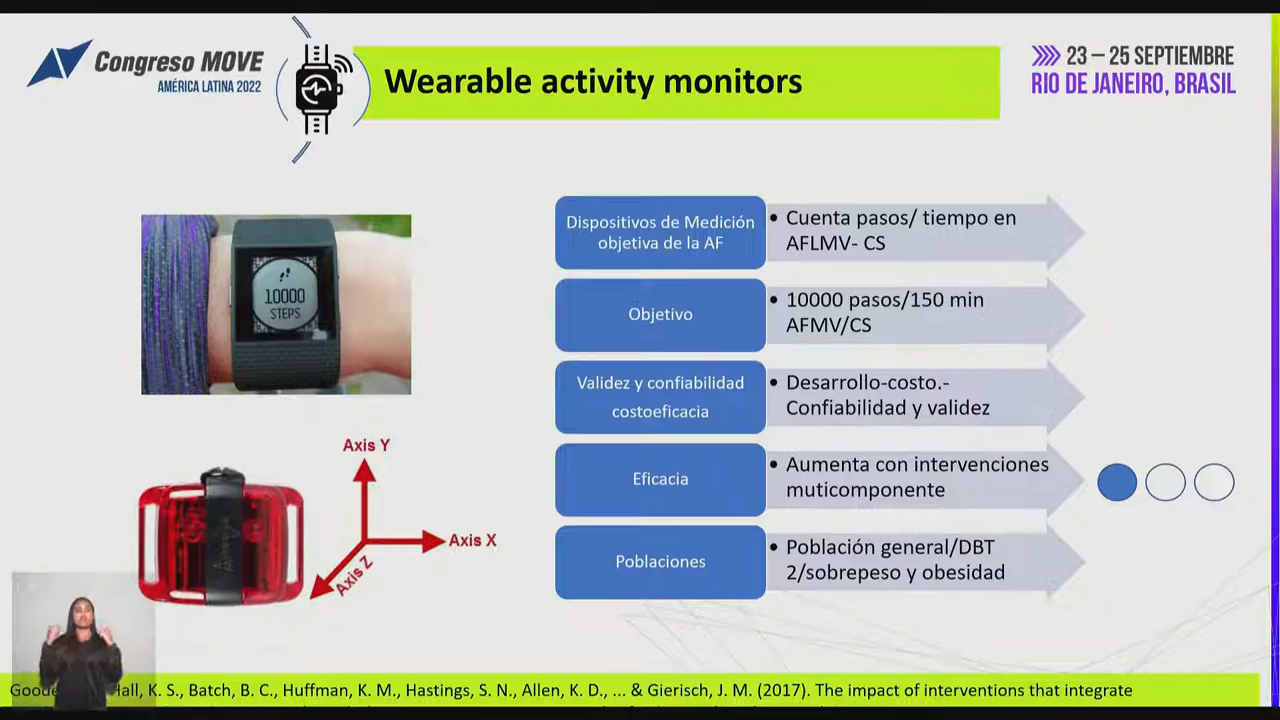 Congreso MOVE
AMÉRICA LATINA 2022
Wearable activity monitors
23 – 25 SEPTIEMBRE
RIO DE JANEIRO, BRASIL
10000
STEPS
Axis Y
Axis X
Axis Z
Dispositivos de Medición
objetiva de la AF
• Cuenta pasos/ tiempo en
AFLMV- CS
Objetivo
• 10000 pasos/150 min
AFMV/CS
Validez y confiabilidad
costoeficacia
• Desarrollo-costo.-
Confiabilidad y validez
Eficacia
• Aumenta con intervenciones
muticomponente
Poblaciones
• Población general/DBT
2/sobrepeso y obesidad
Hall, K. S., Batch, B. C., Huffman, K. M., Hastings, S. N., Allen, K. D., ... & Gierisch, J. M. (2017). The impact of interventions that integrate